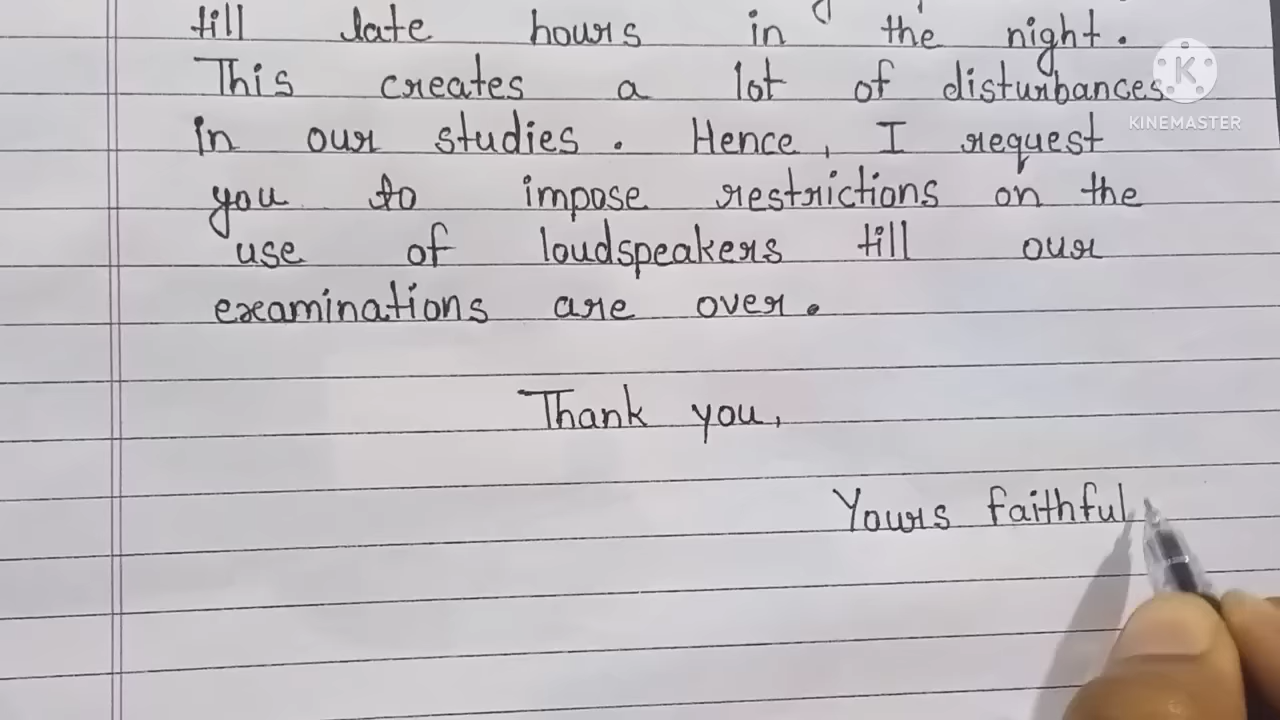 till late hours in the night.
This creates a lot of disturbances
in our studies. Hence, I request
you to impose restrictions on the
use of loudspeakers till our
examinations are over.
Thank you,
Yours faithful
K
KINEMASTER